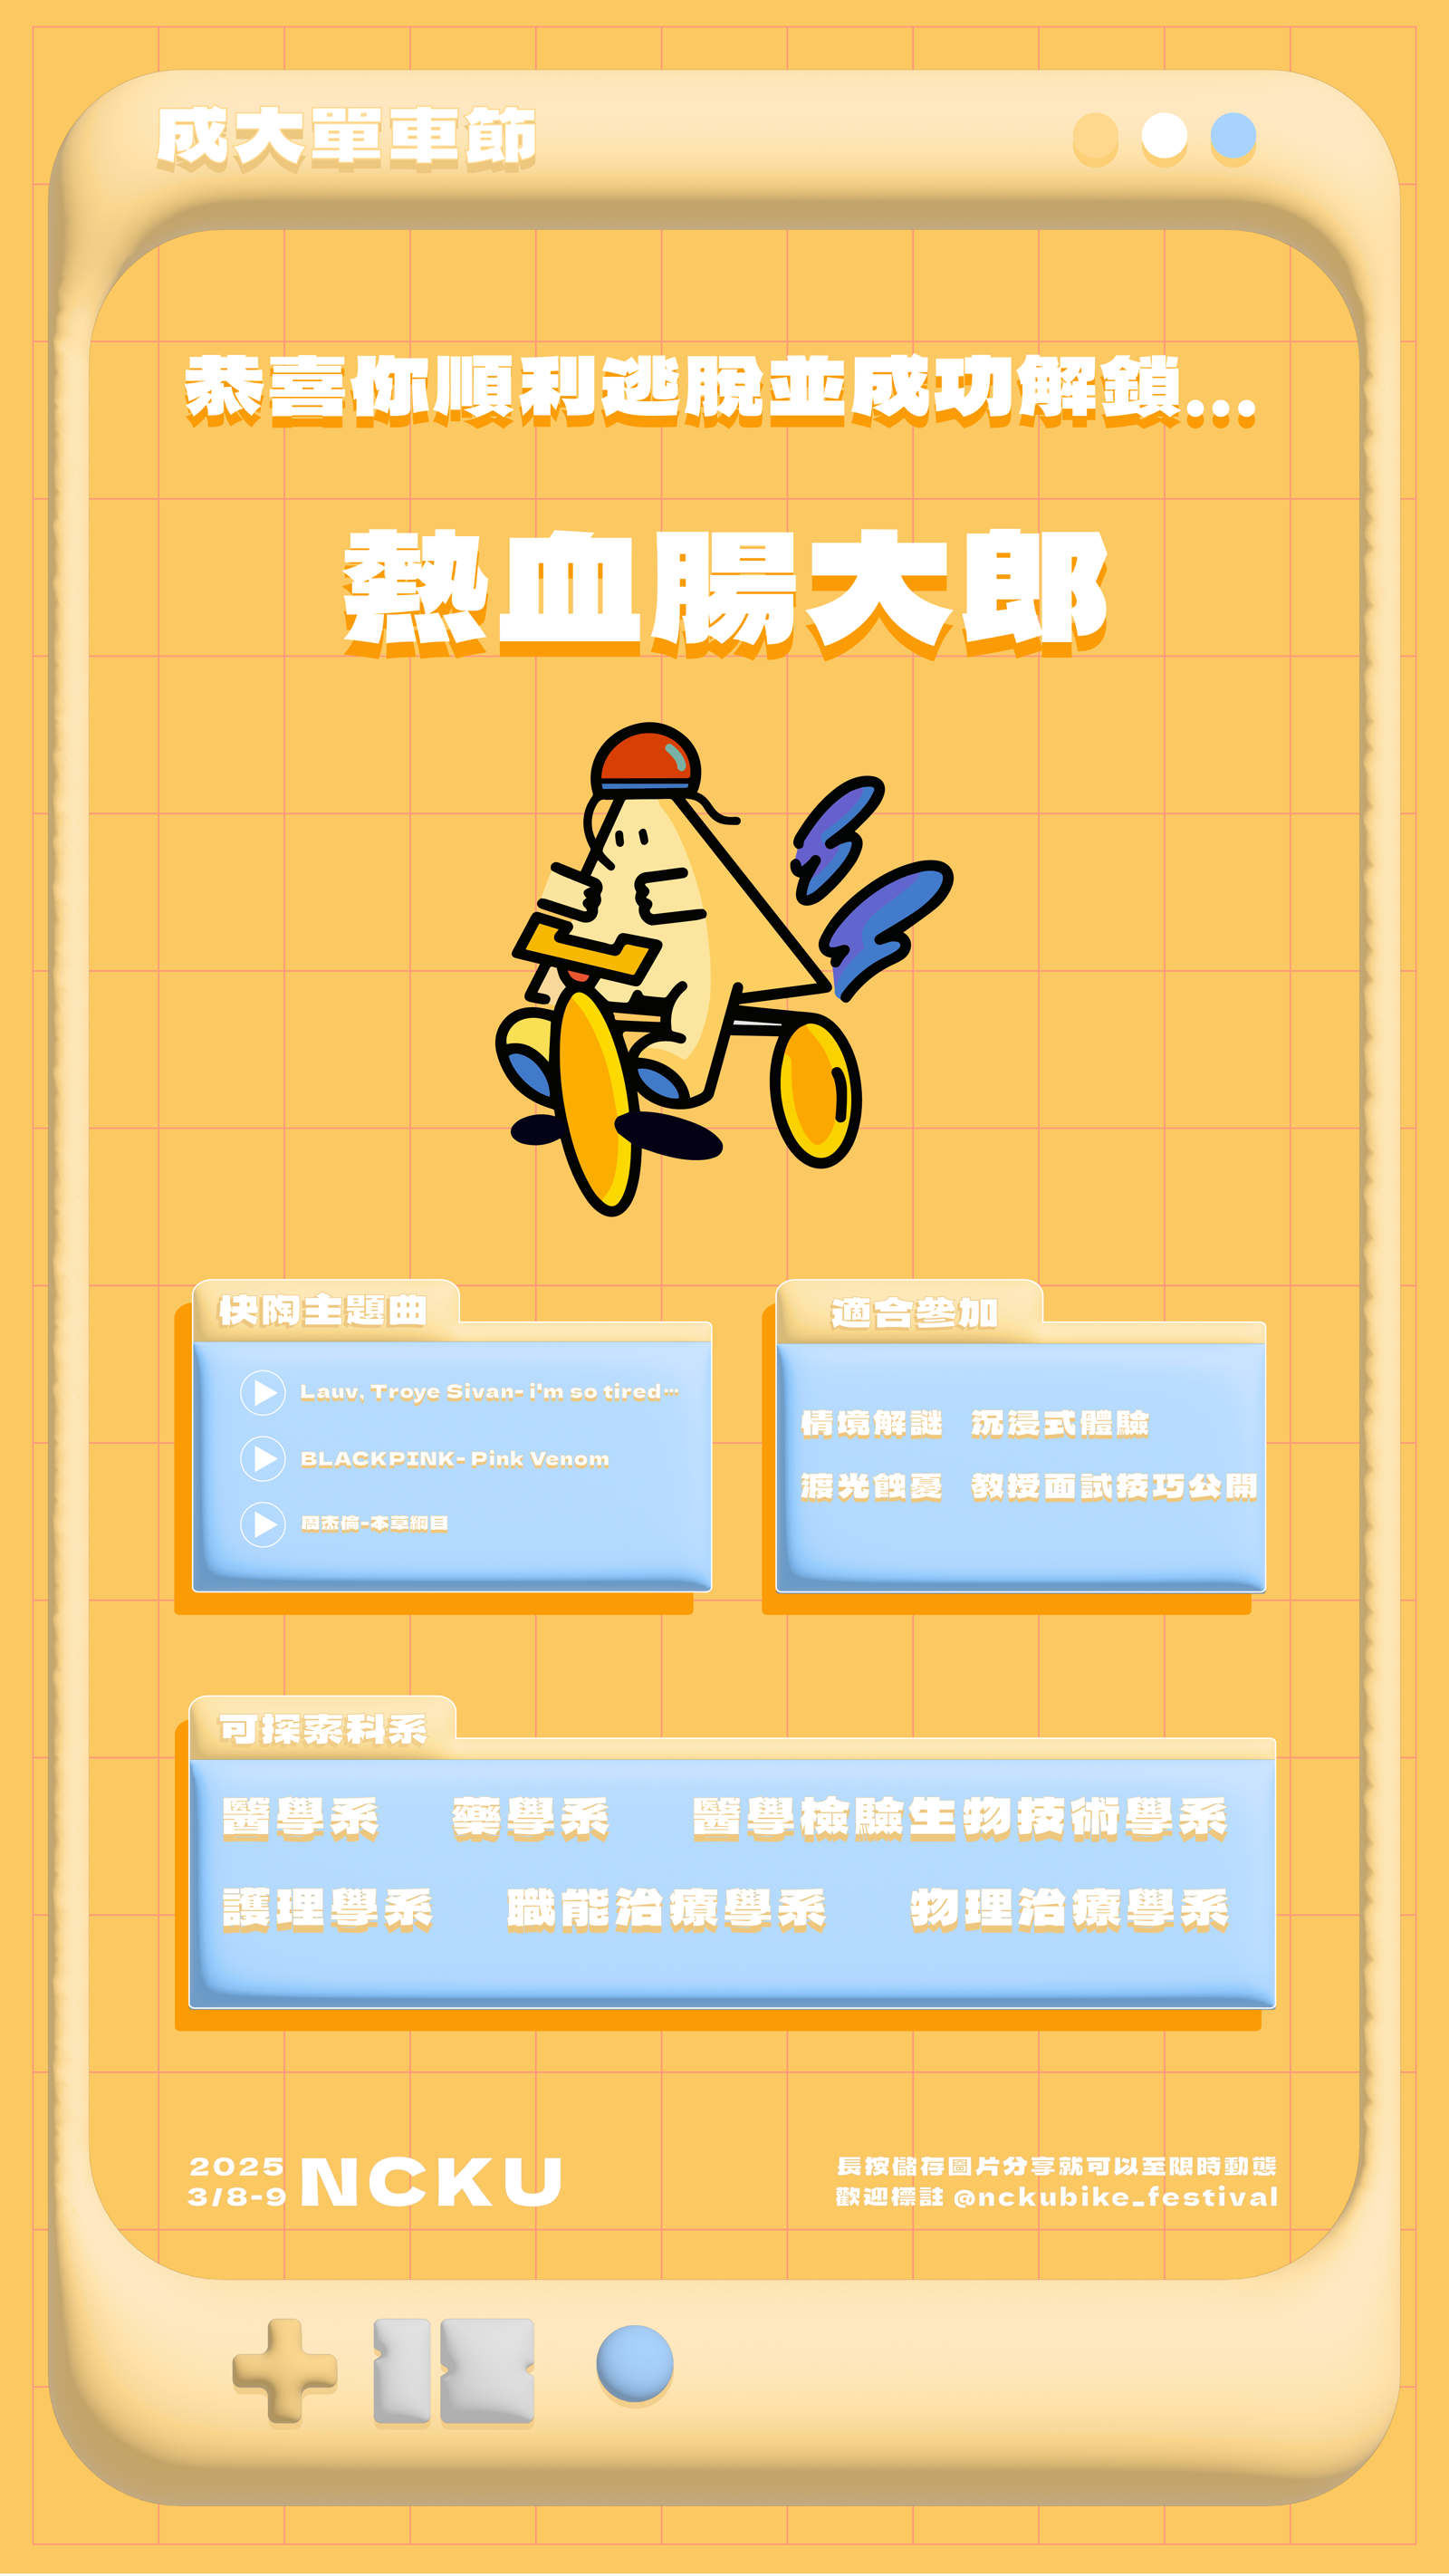 成大單車節
恭喜你順利逃脫並成功解鎖...
熱血腸大郎
快陶主題曲
Lauv, Troye Sivan- i'm so tired...
BLACKPINK- Pink Venom
周杰倫-本草綱目
適合參加
情境解謎 沉浸式體驗
渡光蝕憂 教授面試技巧公開
可探索科系
醫學系 藥學系 醫學檢驗生物技術學系
護理學系 職能治療學系 物理治療學系
2025
3/8-9 NCKU
長按儲存圖片分享就可以至限時動態
歡迎標註 @nckubike_festival